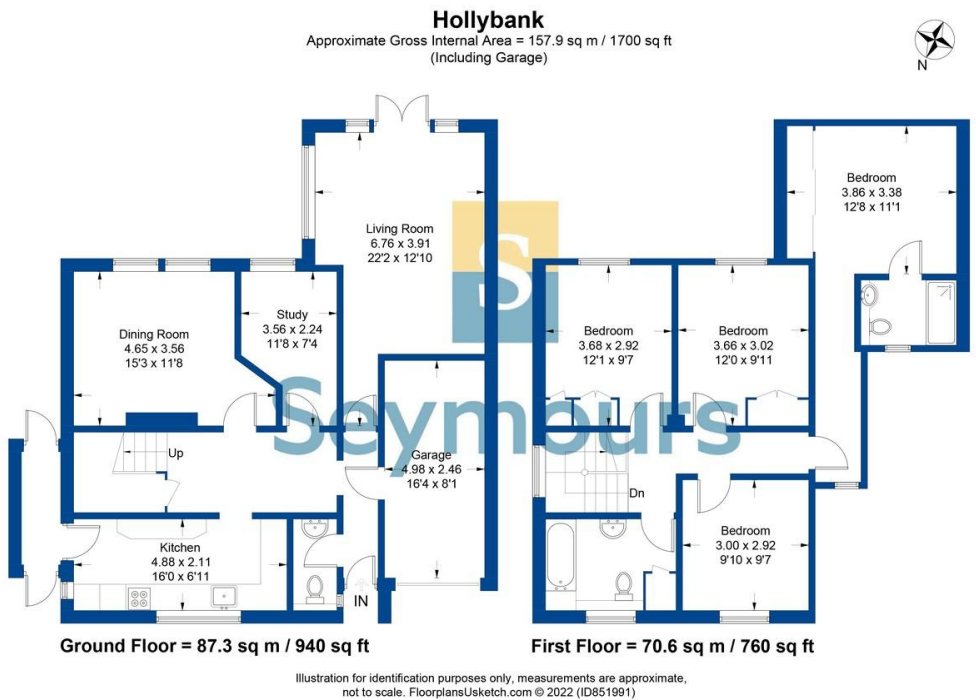 Hollybank
Approximate Gross Internal Area = 157.9 sq m / 1700 sq ft
(Including Garage)
N
Living Room
6.76 x 3.91
22'2 x 12'10
Dining Room
4.65 x 3.56
15'3 x 11'8
Study
3.56 x 2.24
11'8 x 7'4
Up
Garage
4.98 x 2.46
16'4 x 8'1
Kitchen
4.88 x 2.11
16'0 x 6'11
IN
Bedroom
3.86 x 3.38
12'8 x 11'1
Bedroom
3.68 x 2.92
12'1 x 9'7
Bedroom
3.66 x 3.02
12'0 x 9'11
Dn
Bedroom
3.00 x 2.92
9'10 x 9'7
S
Seymours
Ground Floor = 87.3 sq m / 940 sq ft
First Floor = 70.6 sq m / 760 sq ft
Illustration for identification purposes only, measurements are approximate,
not to scale. FloorplansUsketch.com © 2022 (ID851991)